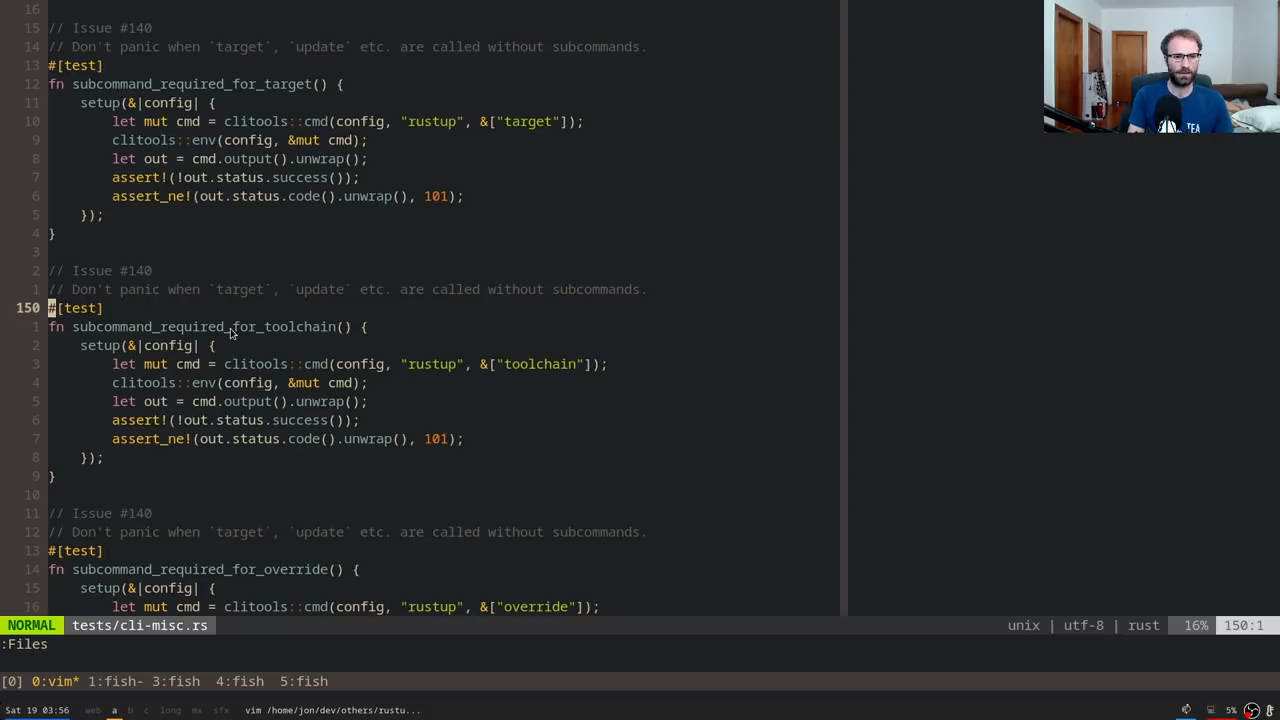 16
15 // Issue #140
14 // Don't panic when `target`, `update` etc. are called without subcommands.
13 #[test]
12 fn subcommand_required_for_target() {
11     setup(&|config| {
10         let mut cmd = clitools::cmd(config, "rustup", &["target"]);
9         clitools::env(config, &mut cmd);
8         let out = cmd.output().unwrap();
7         assert!(!out.status.success());
6         assert_ne!(out.status.code().unwrap(), 101);
5     });
4 }
3
2 // Issue #140
1 // Don't panic when `target`, `update` etc. are called without subcommands.
150 #[test]
1 fn subcommand_required_for_toolchain() {
2     setup(&|config| {
3         let mut cmd = clitools::cmd(config, "rustup", &["toolchain"]);
4         clitools::env(config, &mut cmd);
5         let out = cmd.output().unwrap();
6         assert!(!out.status.success());
7         assert_ne!(out.status.code().unwrap(), 101);
8     });
9 }
10
11 // Issue #140
12 // Don't panic when `target`, `update` etc. are called without subcommands.
13 #[test]
14 fn subcommand_required_for_override() {
15     setup(&|config| {
16         let mut cmd = clitools::cmd(config, "rustup", &["override"]);
NORMAL tests/cli-misc.rs unix | utf-8 | rust 16% 150:1
:Files
[0] 0:vim* 1:fish- 3:fish 4:fish 5:fish
Sat 19 03:56 web a b c long mx sfx vim /home/jon/dev/others/rustu... 5%
TEA